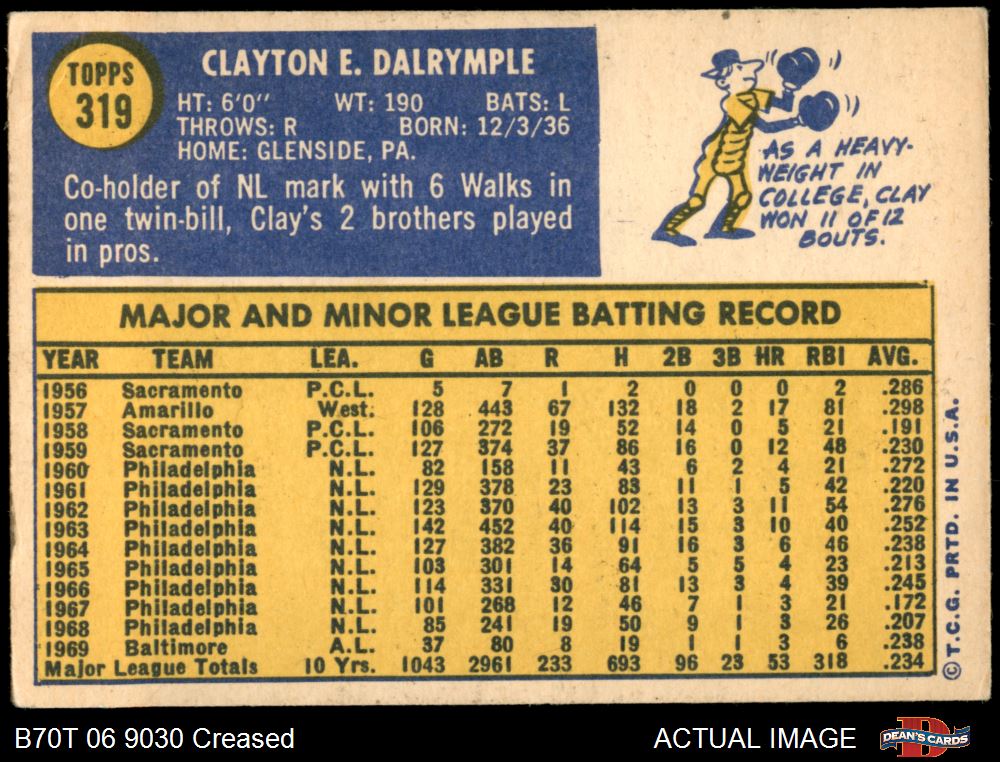 TOPPS
319
CLAYTON E. DALRYMPLE
HT: 6'0" WT: 190 BATS: L
THROWS: R BORN: 12/3/36
HOME: GLENSIDE, PA.
Co-holder of NL mark with 6 Walks in
one twin-bill, Clay's 2 brothers played
in pros.
AS A HEAVY-
WEIGHT IN
COLLEGE, CLAY
WON 11 OF 12
BOUTS.
MAJOR AND MINOR LEAGUE BATTING RECORD
YEAR TEAM LEA. G AB R H 2B 3B HR RBI AVG.
1956 Sacramento P.C.L. 5 7 1 2 0 0 0 2 .286
1957 Amarillo West. 128 443 67 132 18 2 17 81 .298
1958 Sacramento P.C.L. 106 272 19 52 14 0 5 21 .191
1959 Sacramento P.C.L. 127 374 37 86 16 0 12 48 .230
1960 Philadelphia N.L. 82 158 11 43 6 2 4 21 .272
1961 Philadelphia N.L. 129 378 23 83 11 1 5 42 .220
1962 Philadelphia N.L. 123 370 40 102 13 3 11 54 .276
1963 Philadelphia N.L. 142 452 40 114 15 3 10 40 .252
1964 Philadelphia N.L. 127 382 36 91 16 3 6 46 .238
1965 Philadelphia N.L. 103 301 14 64 5 5 4 23 .213
1966 Philadelphia N.L. 114 331 30 81 13 3 4 39 .245
1967 Philadelphia N.L. 101 268 12 46 7 1 3 21 .172
1968 Philadelphia N.L. 85 241 19 50 9 1 3 26 .207
1969 Baltimore A.L. 37 80 8 19 1 1 3 6 .238
Major League Totals 10 Yrs. 1043 2961 233 693 96 23 53 318 .234
© T.C.G. PRTD. IN U.S.A.
B70T 06 9030 Creased ACTUAL IMAGE
D
DEAN'S CARDS